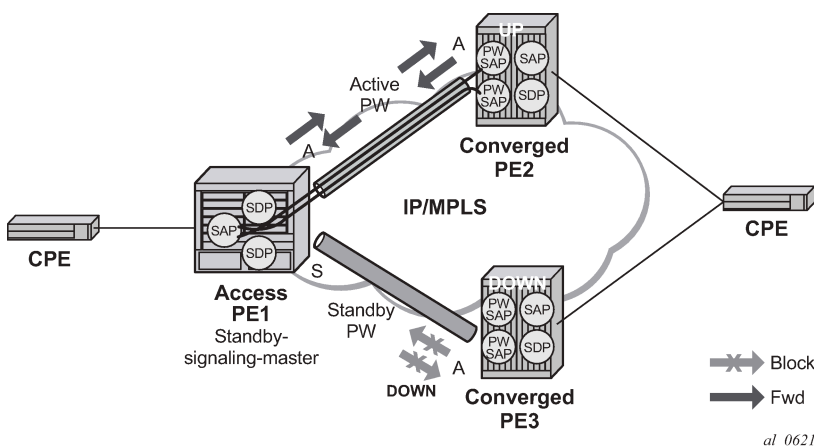 UP
A
PW
SAP
SAP
PW
SAP
SDP
Active
PW
A
Converged
PE2
SDP
SAP
SDP
IP/MPLS
CPE
CPE
S
Access
PE1
Standby-
signaling-master
Standby
PW
DOWN
PW
SAP
SAP
PW
SAP
SDP
A
DOWN
Converged
PE3
Block
Fwd
al_0621